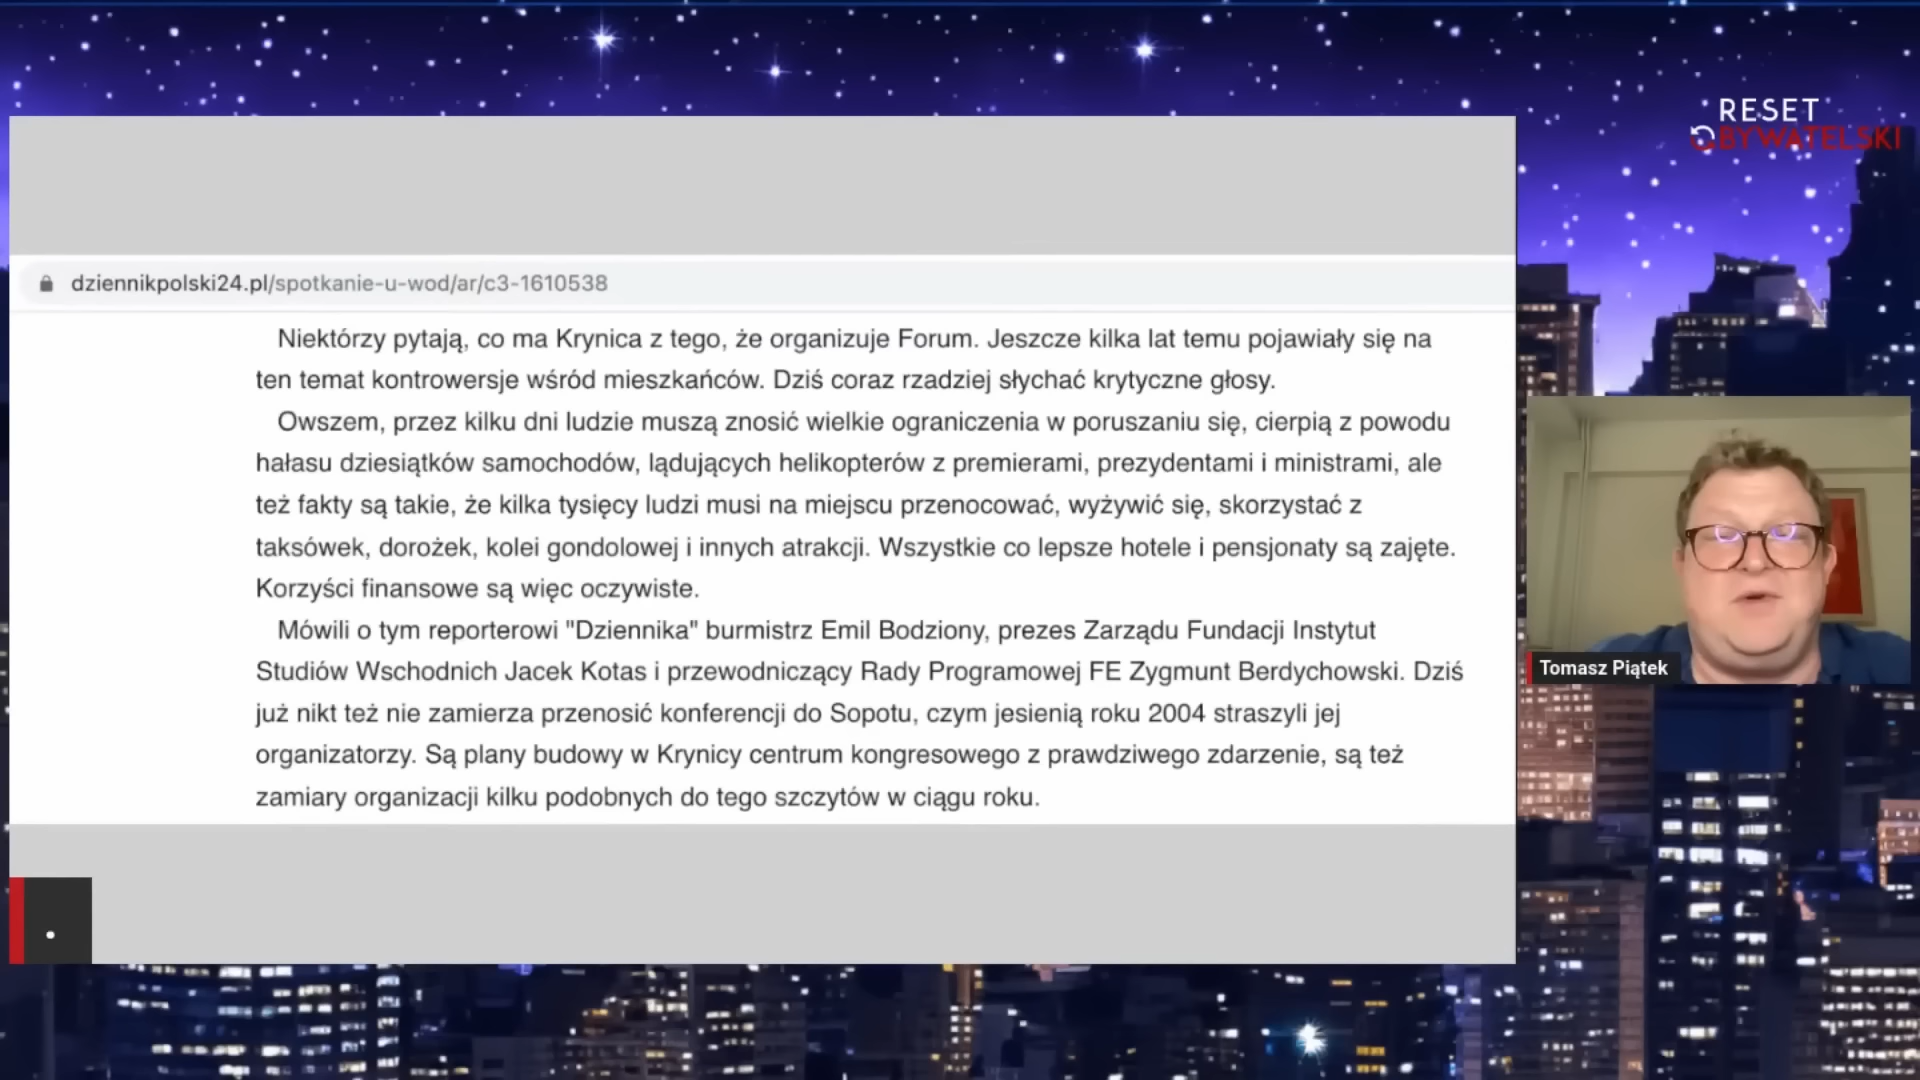 RESET
OBYWATELSKI
dziennikpolski24.pl/spotkanie-u-wod/ar/c3-1610538
Niektórzy pytają, co ma Krynica z tego, że organizuje Forum. Jeszcze kilka lat temu pojawiały się na
ten temat kontrowersje wśród mieszkańców. Dziś coraz rzadziej słychać krytyczne głosy.
Owszem, przez kilku dni ludzie muszą znosić wielkie ograniczenia w poruszaniu się, cierpią z powodu
hałasu dziesiątków samochodów, lądujących helikopterów z premierami, prezydentami i ministrami, ale
też fakty są takie, że kilka tysięcy ludzi musi na miejscu przenocować, wyżywić się, skorzystać z
taksówek, dorożek, kolei gondolowej i innych atrakcji. Wszystkie co lepsze hotele i pensjonaty są zajęte.
Korzyści finansowe są więc oczywiste.
Mówili o tym reporterowi "Dziennika" burmistrz Emil Bodziony, prezes Zarządu Fundacji Instytut
Studiów Wschodnich Jacek Kotas i przewodniczący Rady Programowej FE Zygmunt Berdychowski. Dziś
już nikt też nie zamierza przenosić konferencji do Sopotu, czym jesienią roku 2004 straszyli jej
organizatorzy. Są plany budowy w Krynicy centrum kongresowego z prawdziwego zdarzenie, są też
zamiary organizacji kilku podobnych do tego szczytów w ciągu roku.
Tomasz Piątek
.